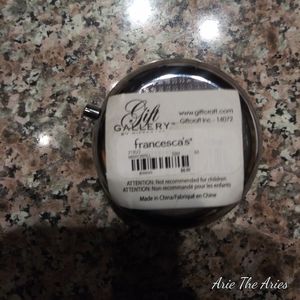 Gift
GALLERY™
www.giftcraft.com
Giftcraft Inc. - 14072
francesca's®
ATTENTION: Not recommended for children.
ATTENTION: Non recommandé pour les enfants
Made in China/Fabriqué en Chine
Arie The Aries